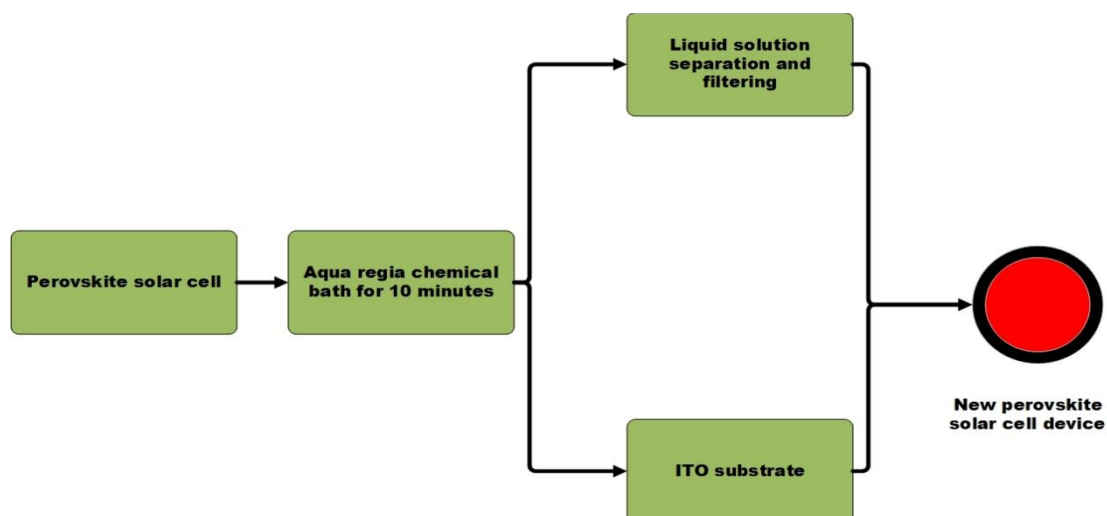 Liquid solution
separation and
filtering
Perovskite solar cell
Aqua regia chemical
bath for 10 minutes
New perovskite
solar cell device
ITO substrate